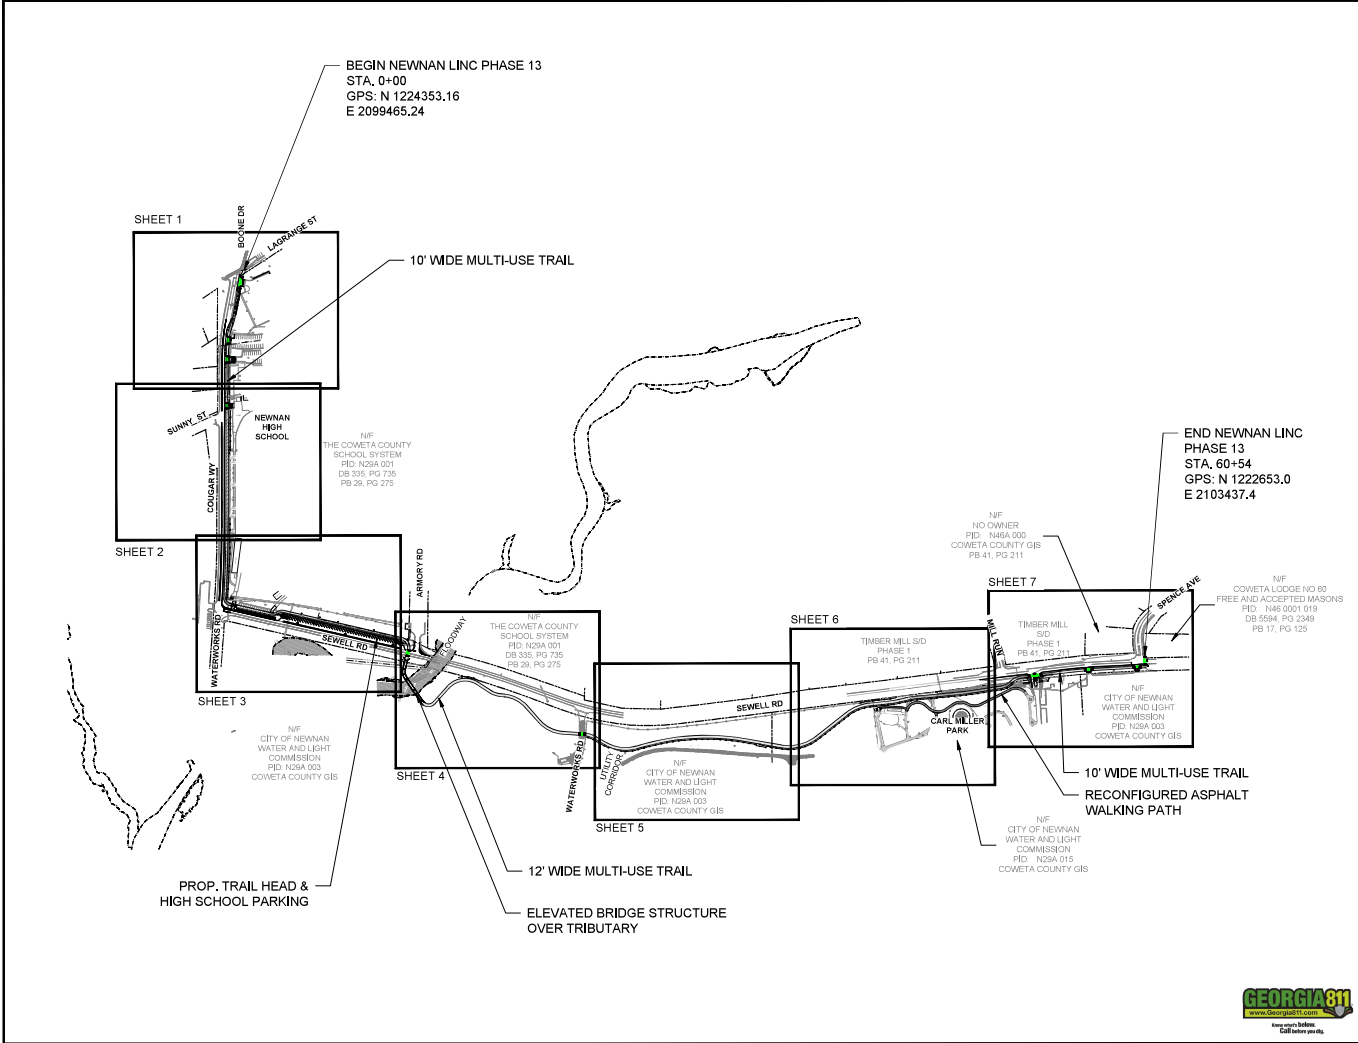 BEGIN NEWNAN LINC PHASE 13
STA. 0+00
GPS: N 1224353.16
E 2099465.24
SHEET 1
BOONE DR
LAGRANGE ST
10' WIDE MULTI-USE TRAIL
SUNNY ST
NEWNAN
HIGH
SCHOOL
COUGAR WY
N/F
THE COWETA COUNTY
SCHOOL SYSTEM
PID: N29A 001
DB 335, PG 735
PB 29, PG 275
SHEET 2
END NEWNAN LINC
PHASE 13
STA. 60+54
GPS: N 1222653.0
E 2103437.4
N/F
NO OWNER
PID: N46A 000
COWETA COUNTY GIS
PB 41, PG 211
SHEET 7
SPENCE AVE
N/F
COWETA LODGE NO 60
FREE AND ACCEPTED MASONS
PID: N46 0001 019
DB 5594, PG 2349
PB 17, PG 125
ARMORY RD
WATERWORKS RD
SEWELL RD
FLOODWAY
N/F
THE COWETA COUNTY
SCHOOL SYSTEM
PID: N29A 001
DB 335, PG 735
PB 29, PG 275
SHEET 6
TIMBER MILL S/D
PHASE 1
PB 41, PG 211
MILL RUN
TIMBER MILL
S/D
PHASE 1
PB 41, PG 211
SHEET 3
SEWELL RD
CARL MILLER
PARK
N/F
CITY OF NEWNAN
WATER AND LIGHT
COMMISSION
PID: N29A 003
COWETA COUNTY GIS
N/F
CITY OF NEWNAN
WATER AND LIGHT
COMMISSION
PID: N29A 003
COWETA COUNTY GIS
SHEET 4
WATERWORKS RD
UTILITY
CORRIDOR
N/F
CITY OF NEWNAN
WATER AND LIGHT
COMMISSION
PID: N29A 003
COWETA COUNTY GIS
SHEET 5
10' WIDE MULTI-USE TRAIL
RECONFIGURED ASPHALT
WALKING PATH
N/F
CITY OF NEWNAN
WATER AND LIGHT
COMMISSION
PID: N29A 015
COWETA COUNTY GIS
PROP. TRAIL HEAD &
HIGH SCHOOL PARKING
12' WIDE MULTI-USE TRAIL
ELEVATED BRIDGE STRUCTURE
OVER TRIBUTARY
GEORGIA811
www.Georgia811.com
Know what's below.
Call before you dig.